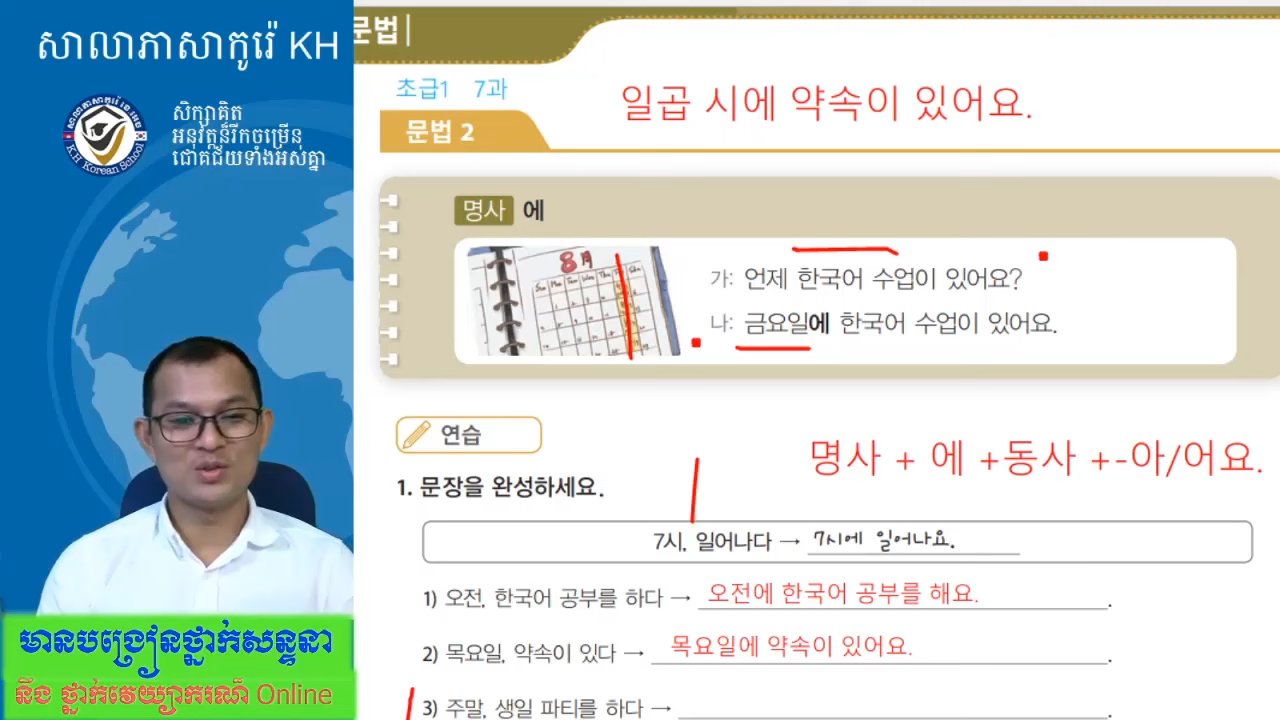 សាលាភាសាកូរ៉េ KH
សិក្សាគិត
អនុវត្តន៏រីកចម្រើន
ជោគជ័យទាំងអស់គ្នា
សាលាភាសាកូរ៉េ ខេ.អេច
K.H Korean School
មានបង្រៀនថ្នាក់សន្ទនា
នឹង ថ្នាក់វេយ្យាករណ៏ Online
문법
초급1 7과
일곱 시에 약속이 있어요.
문법 2
명사 에
8月
가: 언제 한국어 수업이 있어요?
나: 금요일에 한국어 수업이 있어요.
연습
명사 + 에 +동사 +-아/어요.
1. 문장을 완성하세요.
7시, 일어나다 → 7시에 일어나요.
1) 오전, 한국어 공부를 하다 → 오전에 한국어 공부를 해요. .
2) 목요일, 약속이 있다 → 목요일에 약속이 있어요. .
3) 주말, 생일 파티를 하다 → .